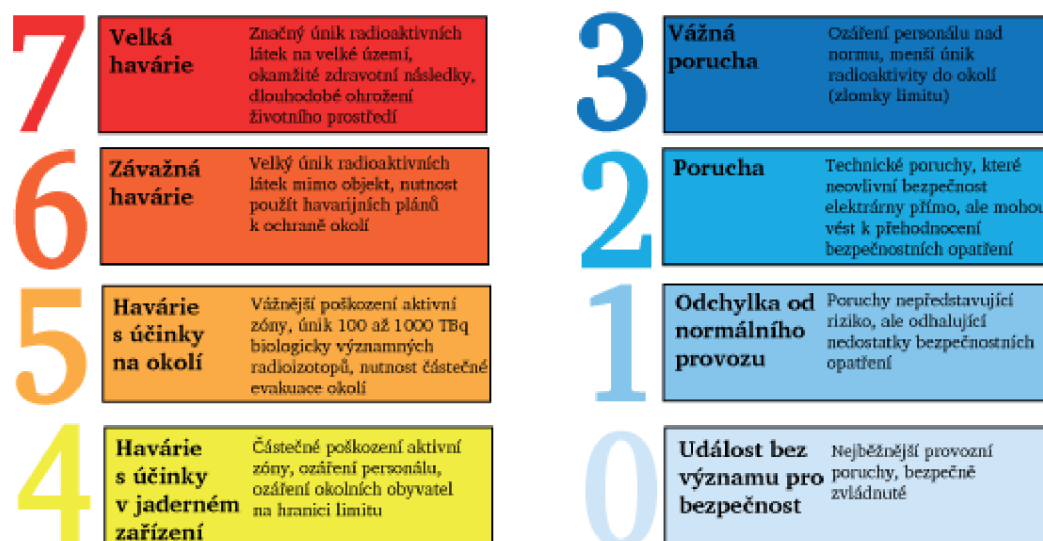 7
Velká
havárie
Značný únik radioaktivních
látek na velké území,
okamžité zdravotní následky,
dlouhodobé ohrožení
životního prostředí
6
Závažná
havárie
Velký únik radioaktivních
látek mimo objekt, nutnost
použít havarijních plánů
k ochraně okolí
5
Havárie
s účinky
na okolí
Vážnější poškození aktivní
zóny, únik 100 až 1000 TBq
biologicky významných
radioizotopů, nutnost částečné
evakuace okolí
4
Havárie
s účinky
v jaderném
zařízení
Částečné poškození aktivní
zóny, ozáření personálu,
ozáření okolních obyvatel
na hranici limitu
3
Vážná
porucha
Ozáření personálu nad
normu, menší únik
radioaktivity do okolí
(zlomky limitu)
2
Porucha
Technické poruchy, které
neovlivní bezpečnost
elektrárny přímo, ale mohou
vést k přehodnocení
bezpečnostních opatření
1
Odchylka od
normálního
provozu
Poruchy nepředstavující
riziko, ale odhalující
nedostatky bezpečnostních
opatření
0
Událost bez
významu pro
bezpečnost
Nejběžnější provozní
poruchy, bezpečně
zvládnuté